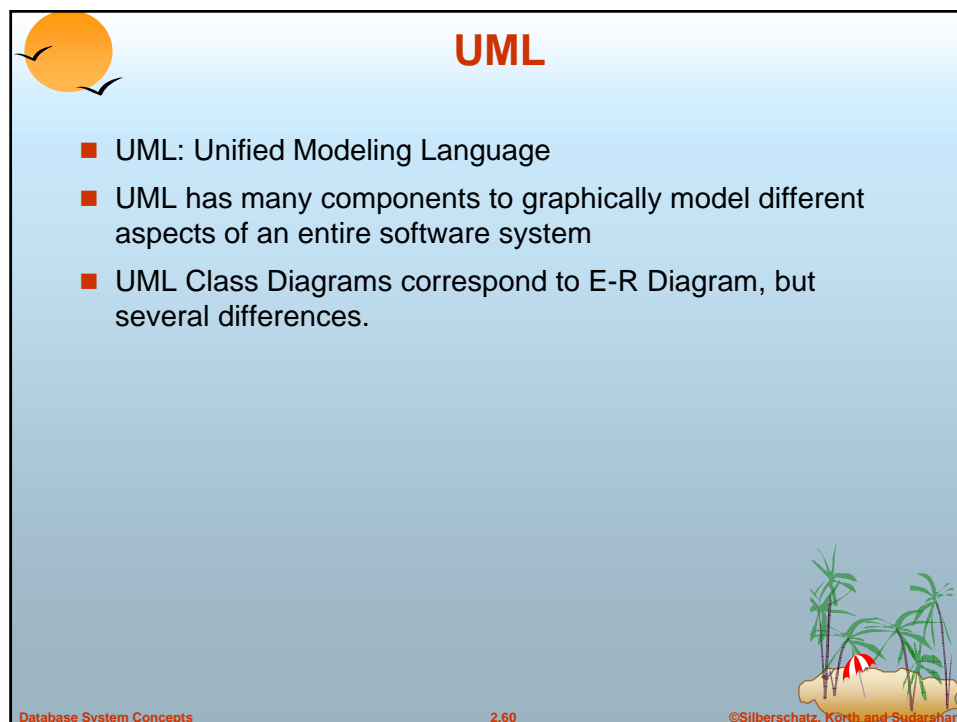 UML
UML: Unified Modeling Language
UML has many components to graphically model different
aspects of an entire software system
UML Class Diagrams correspond to E-R Diagram, but
several differences.
Database System Concepts
2.60
©Silberschatz, Korth and Sudarshan